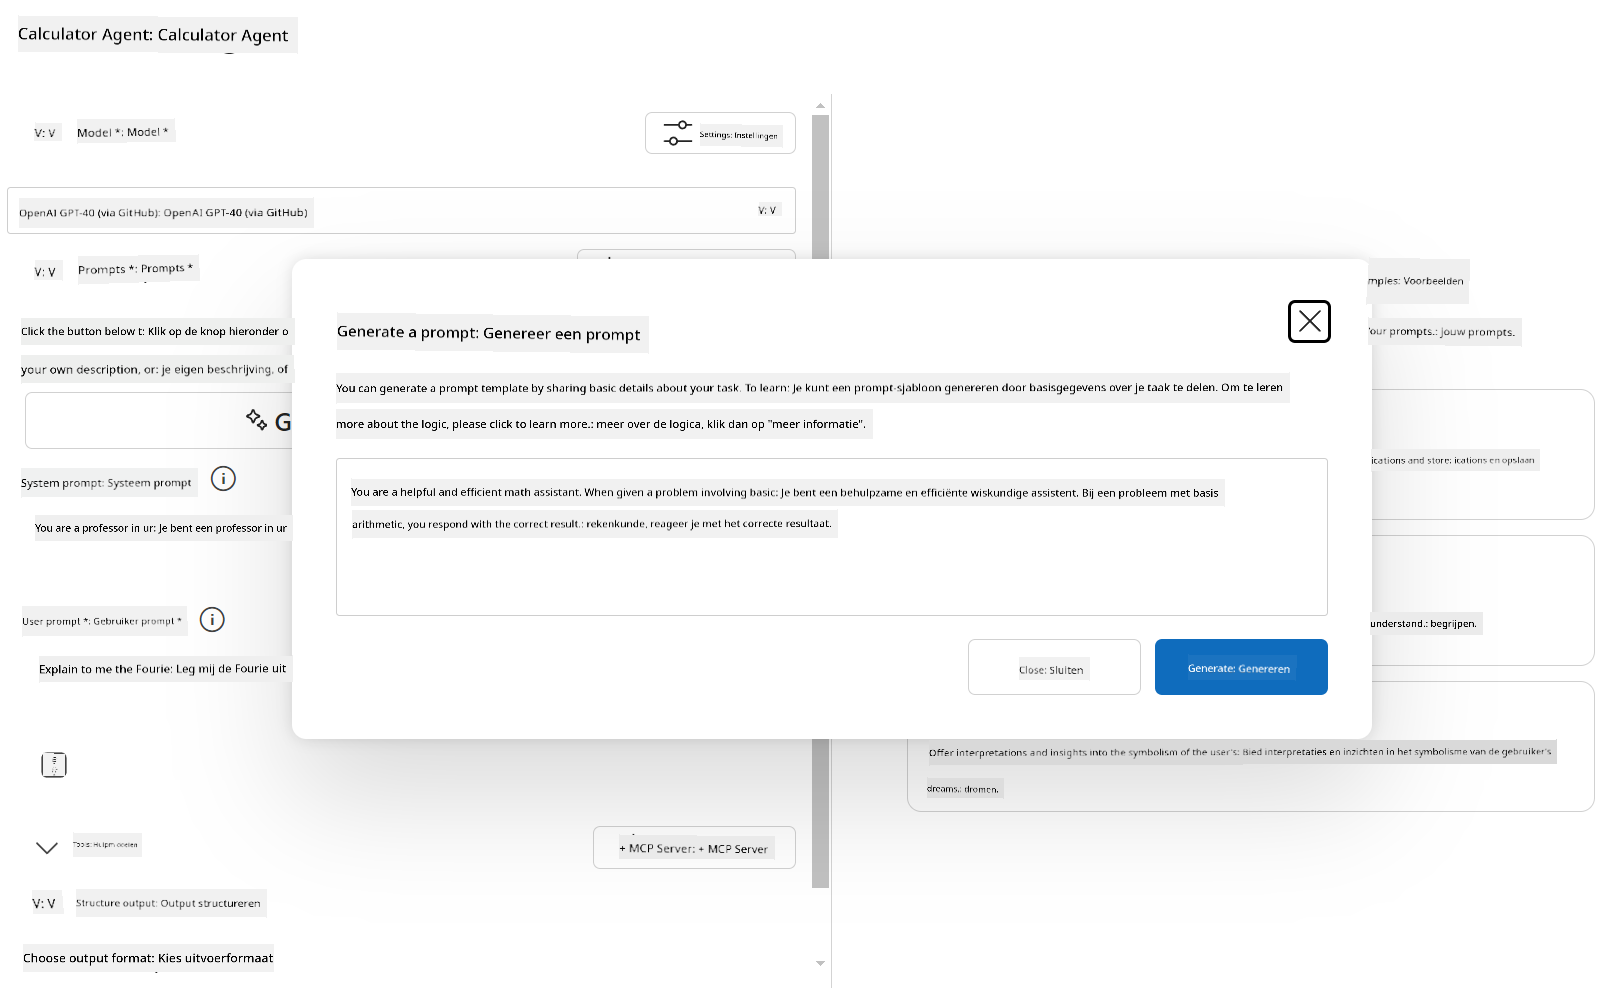 Calculator Agent: Calculator Agent
V: V
Model *: Model *
Settings: Instellingen
OpenAI GPT-40 (via GitHub): OpenAI GPT-40 (via GitHub)
V: V
V: V
Prompts *: Prompts *
Click the button below t: Klik op de knop hieronder o
your own description, or: je eigen beschrijving, of
G
System prompt: Systeem prompt
You are a professor in ur: Je bent een professor in ur
User prompt *: Gebruiker prompt *
Explain to me the Fourie: Leg mij de Fourie uit
Tools: Hulpmiddelen
+ MCP Server: + MCP Server
V: V
Structure output: Output structureren
Choose output format: Kies uitvoerformaat
Generate a prompt: Genereer een prompt
You can generate a prompt template by sharing basic details about your task. To learn: Je kunt een prompt-sjabloon genereren door basisgegevens over je taak te delen. Om te leren
more about the logic, please click to learn more.: meer over de logica, klik dan op "meer informatie".
You are a helpful and efficient math assistant. When given a problem involving basic: Je bent een behulpzame en efficiënte wiskundige assistent. Bij een probleem met basis
arithmetic, you respond with the correct result.: rekenkunde, reageer je met het correcte resultaat.
Close: Sluiten
Generate: Genereren
mples: Voorbeelden
our prompts.: jouw prompts.
ications and store: ications en opslaan
understand.: begrijpen.
Offer interpretations and insights into the symbolism of the user's: Bied interpretaties en inzichten in het symbolisme van de gebruiker's
dreams.: dromen.